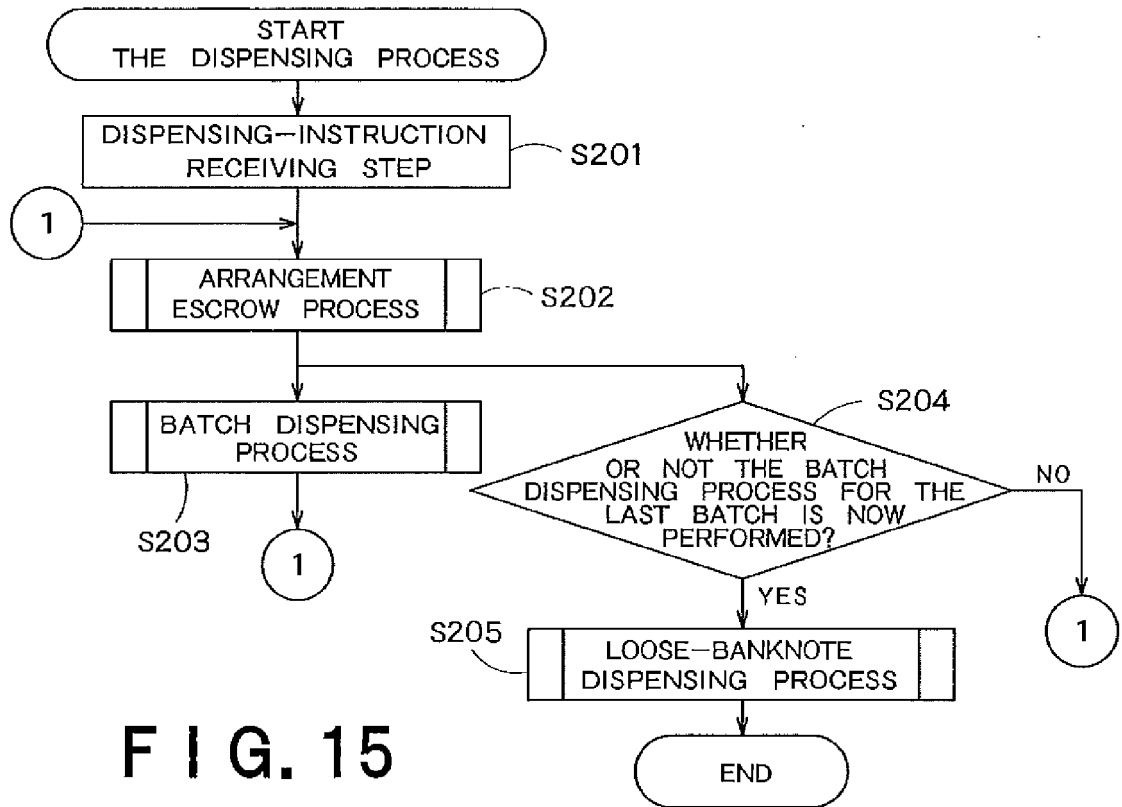 START
THE DISPENSING PROCESS
DISPENSING-INSTRUCTION
RECEIVING STEP
S201
1
ARRANGEMENT
ESCROW PROCESS
S202
BATCH DISPENSING
PROCESS
S203
1
S204
WHETHER
OR NOT THE BATCH
DISPENSING PROCESS FOR THE
LAST BATCH IS NOW
PERFORMED?
NO
1
YES
S205
LOOSE-BANKNOTE
DISPENSING PROCESS
END
FIG. 15